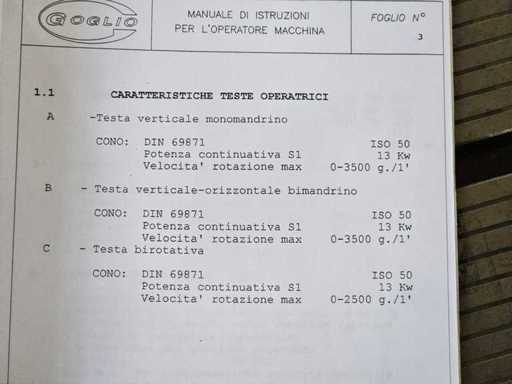 GOGLIO
MANUALE DI ISTRUZIONI
PER L'OPERATORE MACCHINA
FOGLIO N°
3
1.1 CARATTERISTICHE TESTE OPERATRICI
A -Testa verticale monomandrino
CONO: DIN 69871 ISO 50
Potenza continuativa S1 13 Kw
Velocita' rotazione max 0-3500 g./1'
B - Testa verticale-orizzontale bimandrino
CONO: DIN 69871 ISO 50
Potenza continuativa S1 13 Kw
Velocita' rotazione max 0-3500 g./1'
C - Testa birotativa
CONO: DIN 69871 ISO 50
Potenza continuativa S1 13 Kw
Velocita' rotazione max 0-2500 g./1'